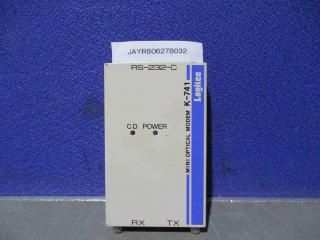 JAYR60627B032
RS-232-C
CD POWER
MINI OPTICAL MODEM K-741
Logitec
RX TX